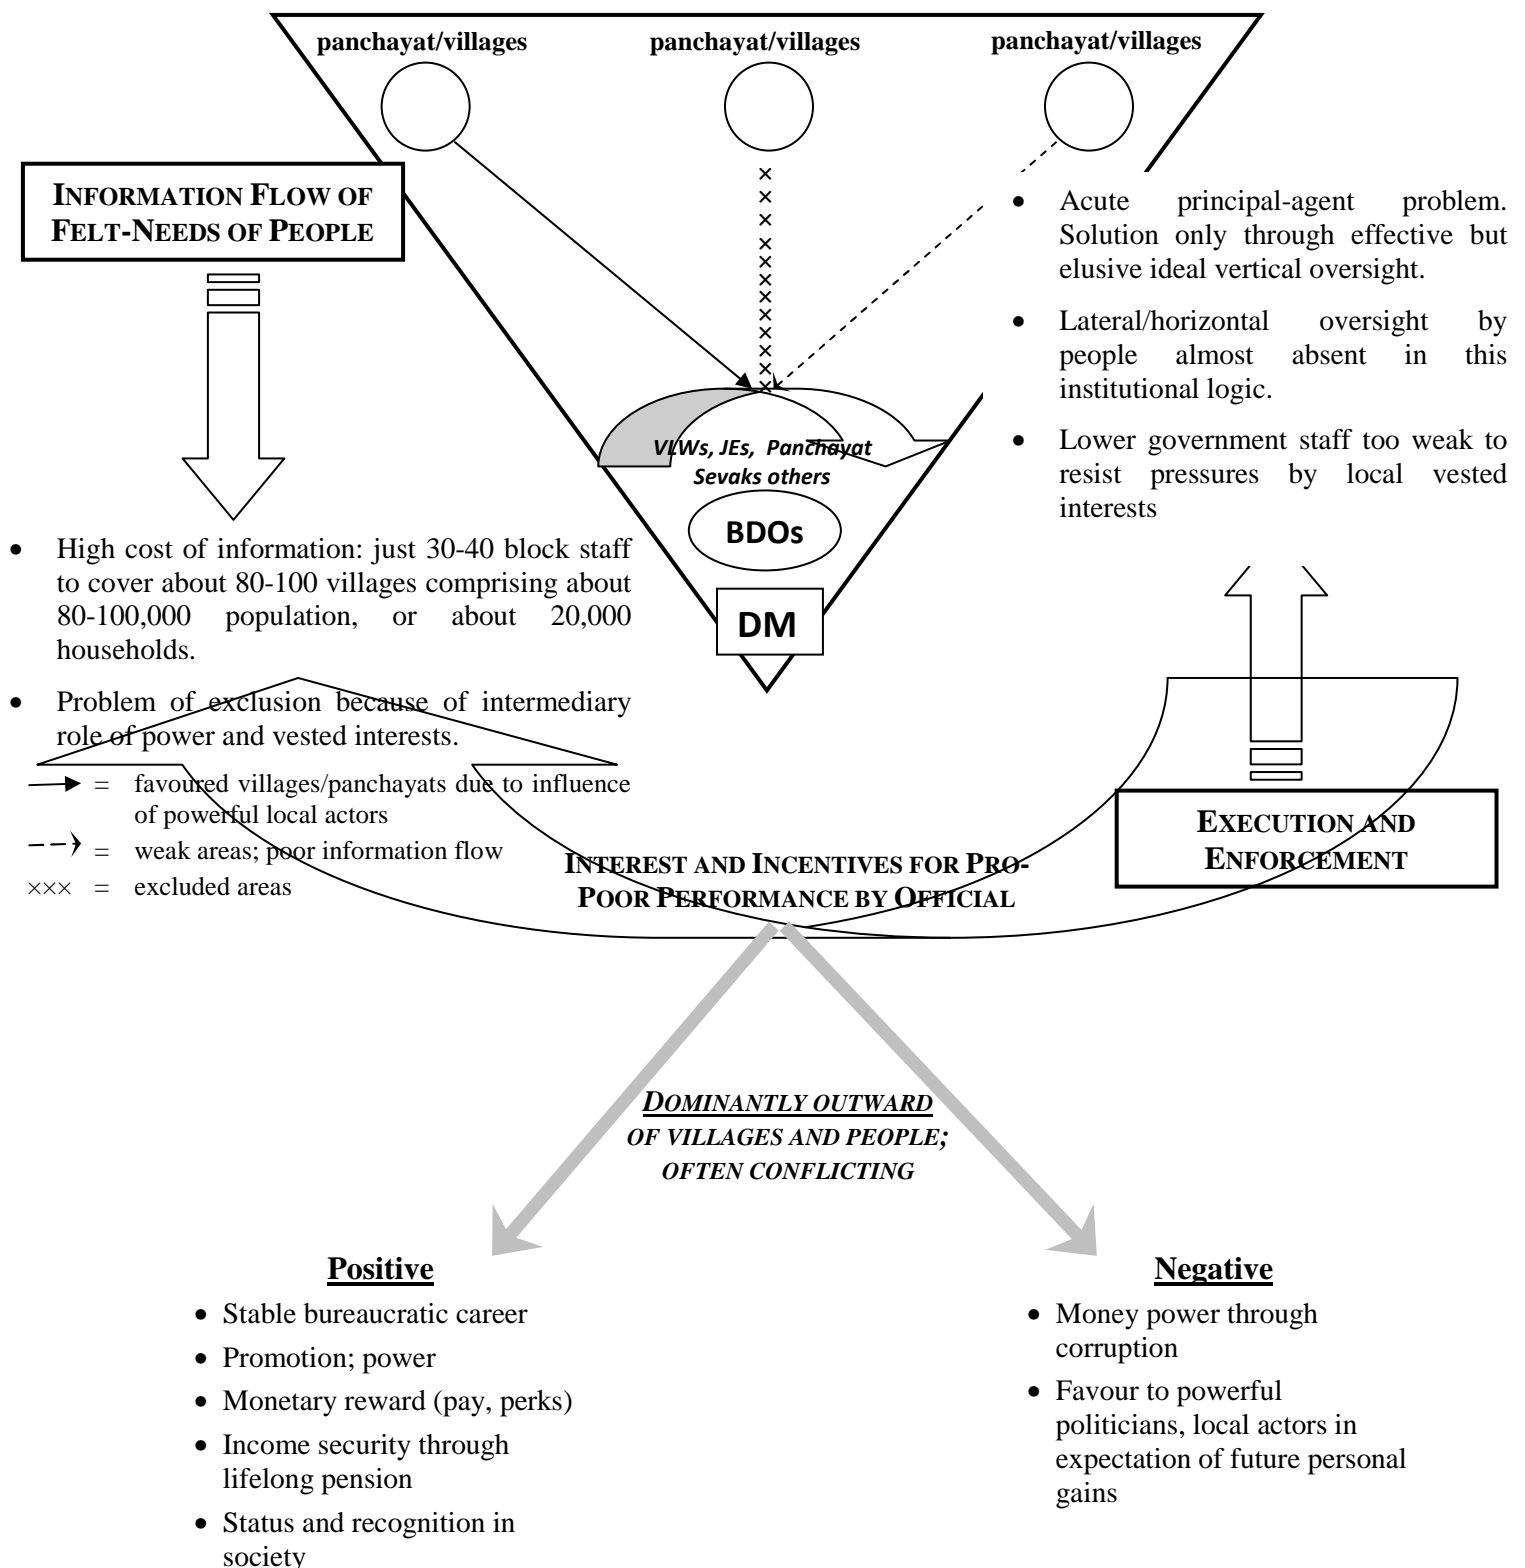 panchayat/villages panchayat/villages panchayat/villages
INFORMATION FLOW OF
FELT-NEEDS OF PEOPLE
• Acute principal-agent problem.
Solution only through effective but
elusive ideal vertical oversight.
• Lateral/horizontal oversight by
people almost absent in this
institutional logic.
• Lower government staff too weak to
resist pressures by local vested
interests
× × × × × × × × × × × ×
VLWs, JEs, Panchayat
Sevaks others
BDOs
DM
• High cost of information: just 30-40 block staff
to cover about 80-100 villages comprising about
80-100,000 population, or about 20,000
households.
• Problem of exclusion because of intermediary
role of power and vested interests.
= favoured villages/panchayats due to influence
of powerful local actors
= weak areas; poor information flow
××× = excluded areas
EXECUTION AND
ENFORCEMENT
INTEREST AND INCENTIVES FOR PRO-
POOR PERFORMANCE BY OFFICIAL
DOMINANTLY OUTWARD
OF VILLAGES AND PEOPLE;
OFTEN CONFLICTING
Positive
• Stable bureaucratic career
• Promotion; power
• Monetary reward (pay, perks)
• Income security through
lifelong pension
• Status and recognition in
society
Negative
• Money power through
corruption
• Favour to powerful
politicians, local actors in
expectation of future personal
gains